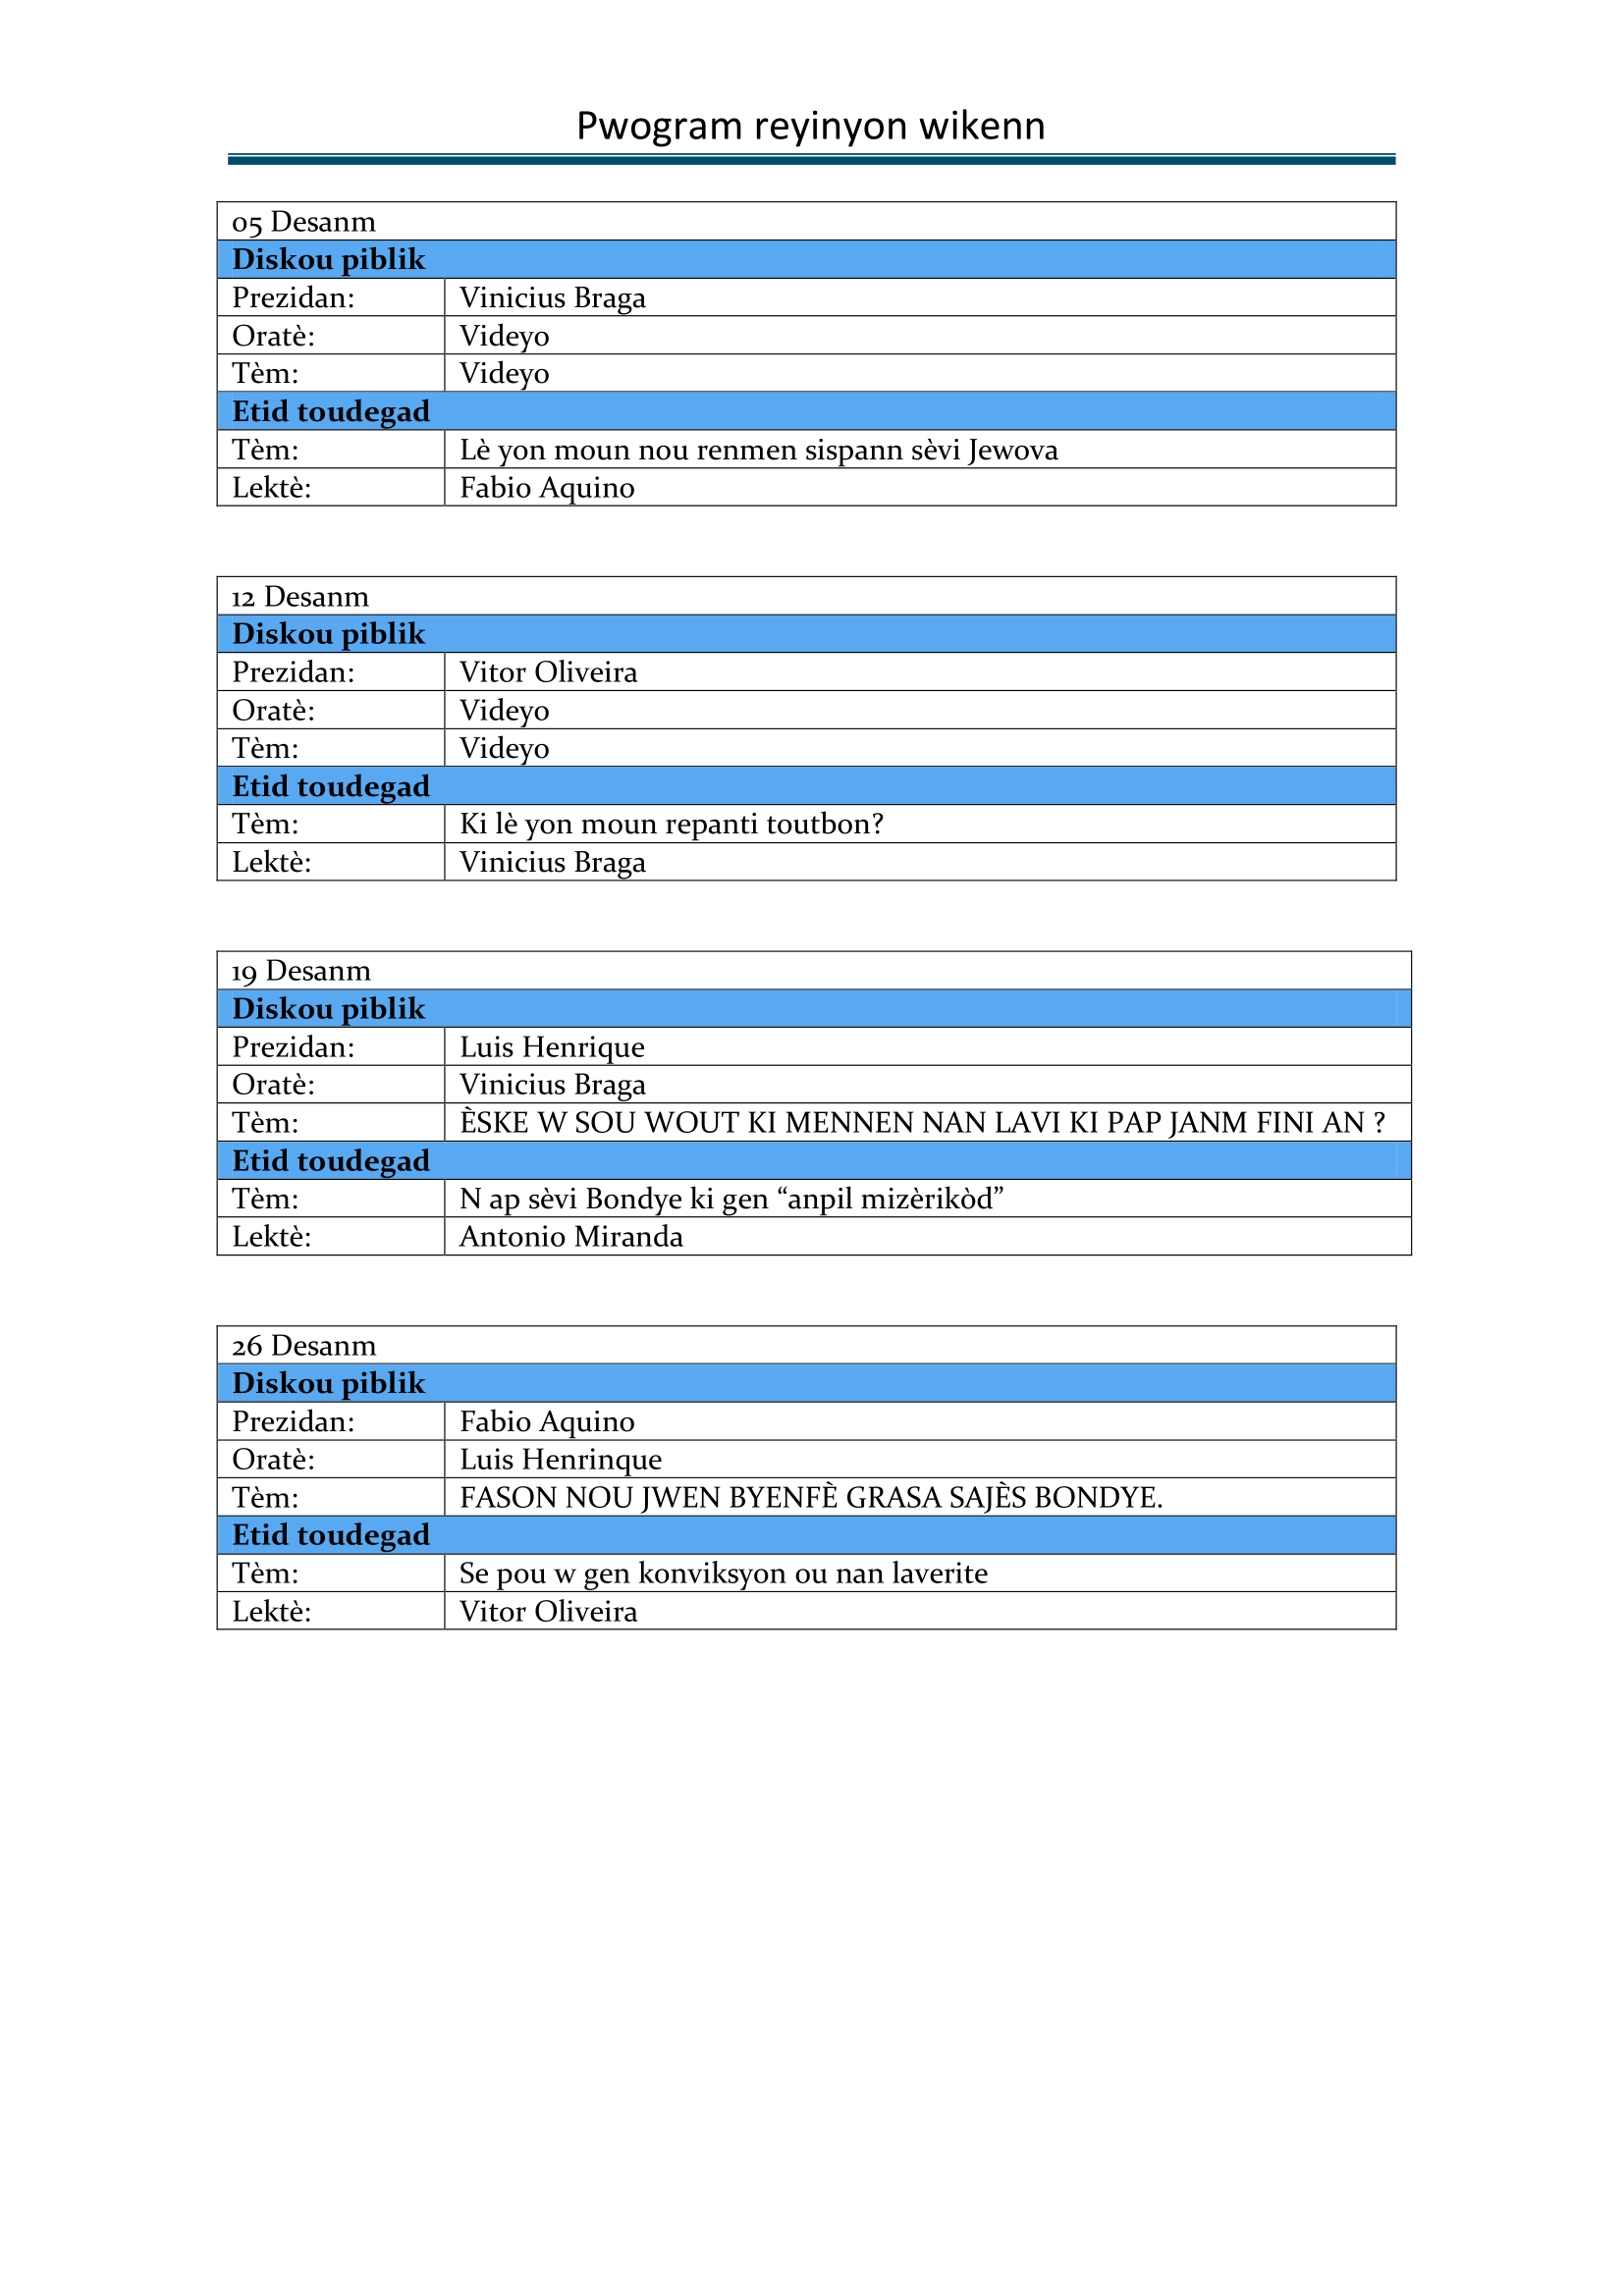 Pwogram reyinyon wikenn
05 Desanm
Diskou piblik
Prezidan: Vinicius Braga
Oratè: Videyo
Tèm: Videyo
Etid toudegad
Tèm: Lè yon moun nou renmen sispann sèvi Jewova
Lektè: Fabio Aquino
12 Desanm
Diskou piblik
Prezidan: Vitor Oliveira
Oratè: Videyo
Tèm: Videyo
Etid toudegad
Tèm: Ki lè yon moun repanti toutbon?
Lektè: Vinicius Braga
19 Desanm
Diskou piblik
Prezidan: Luis Henrique
Oratè: Vinicius Braga
Tèm: ÈSKE W SOU WOUT KI MENNEN NAN LAVI KI PAP JANM FINI AN ?
Etid toudegad
Tèm: N ap sèvi Bondye ki gen “anpil mizèrikòd”
Lektè: Antonio Miranda
26 Desanm
Diskou piblik
Prezidan: Fabio Aquino
Oratè: Luis Henrinque
Tèm: FASON NOU JWEN BYENFÈ GRASA SAJÈS BONDYE.
Etid toudegad
Tèm: Se pou w gen konviksyon ou nan laverite
Lektè: Vitor Oliveira